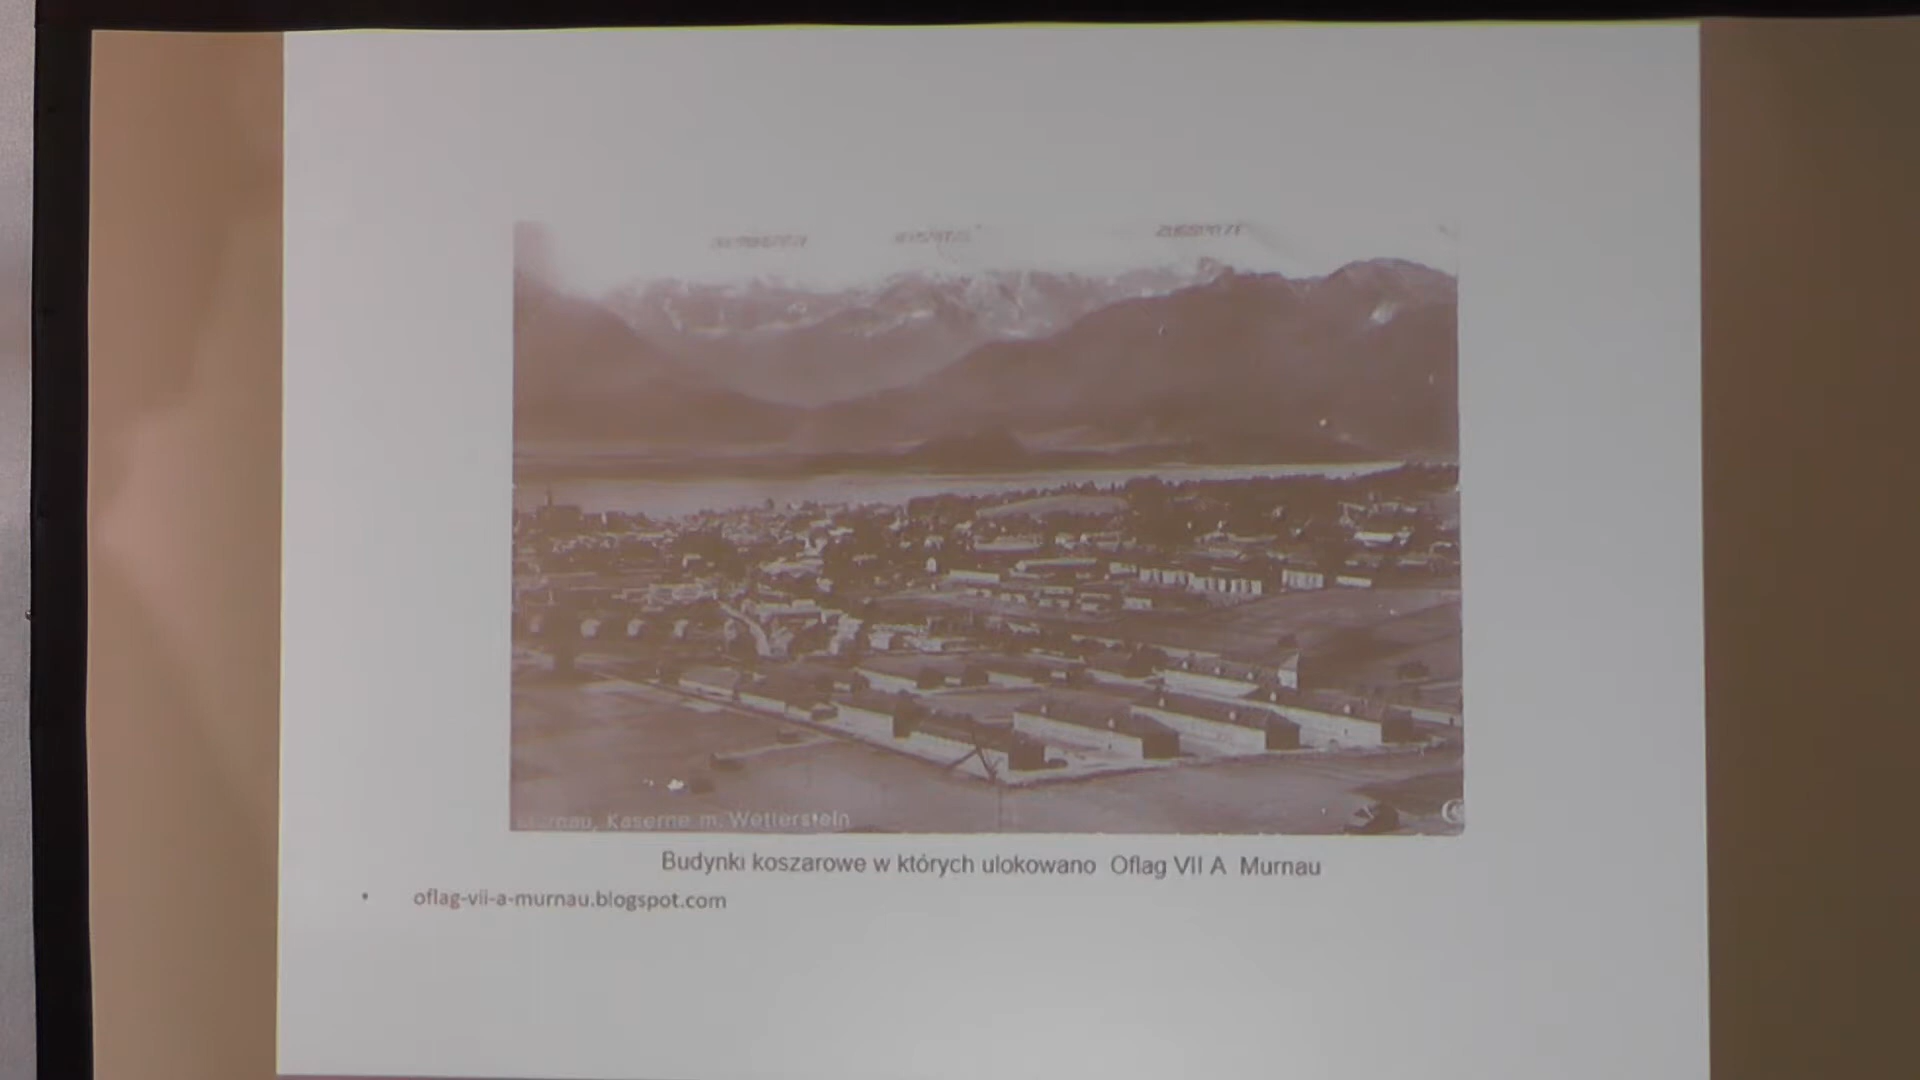 Kaserne m. Wetterstein
Budynki koszarowe w których ulokowano Oflag VII A Murnau
• oflag-vii-a-murnau.blogspot.com